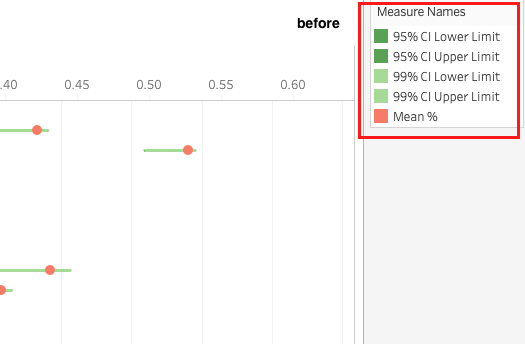 before
Measure Names
.40 0.45 0.50 0.55 0.60
95% CI Lower Limit
95% CI Upper Limit
99% CI Lower Limit
99% CI Upper Limit
Mean %